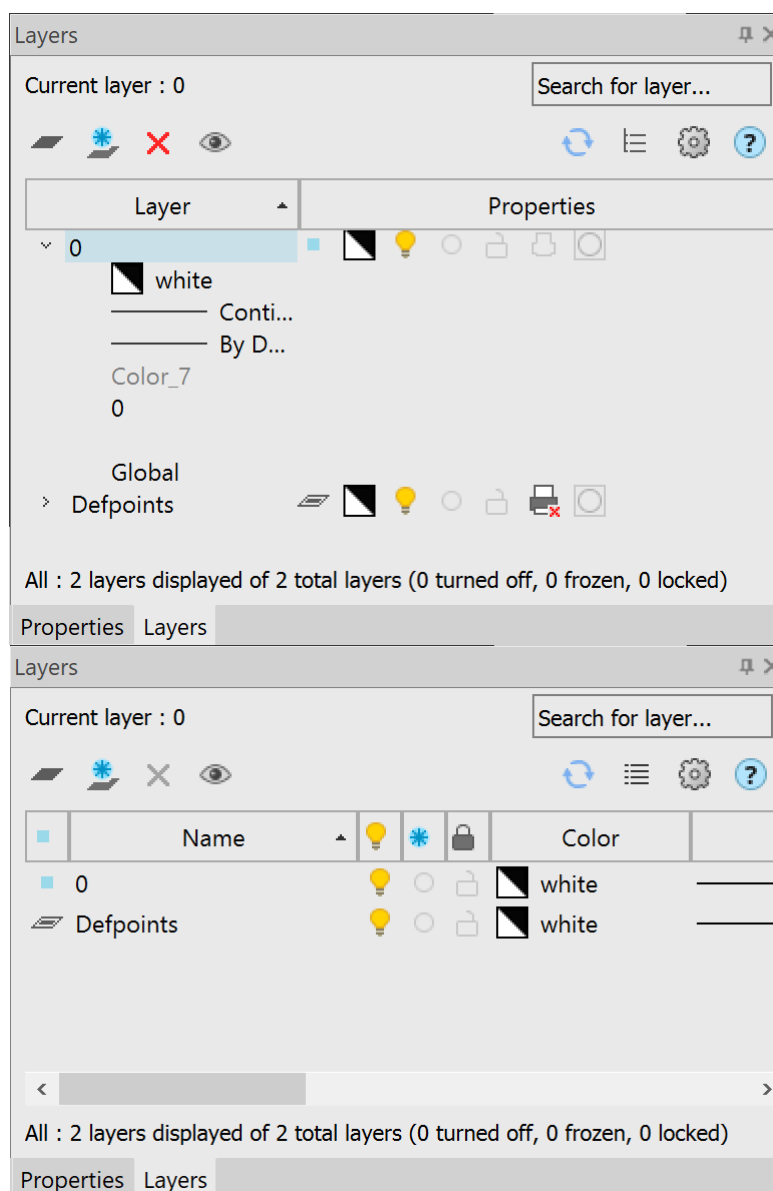 Layers
Current layer : 0 Search for layer...
?
Layer Properties
0
white
Conti...
By D...
Color_7
0
Global
Defpoints
All : 2 layers displayed of 2 total layers (0 turned off, 0 frozen, 0 locked)
Properties Layers
Layers
Current layer : 0 Search for layer...
?
Name Color
0 white
Defpoints white
All : 2 layers displayed of 2 total layers (0 turned off, 0 frozen, 0 locked)
Properties Layers